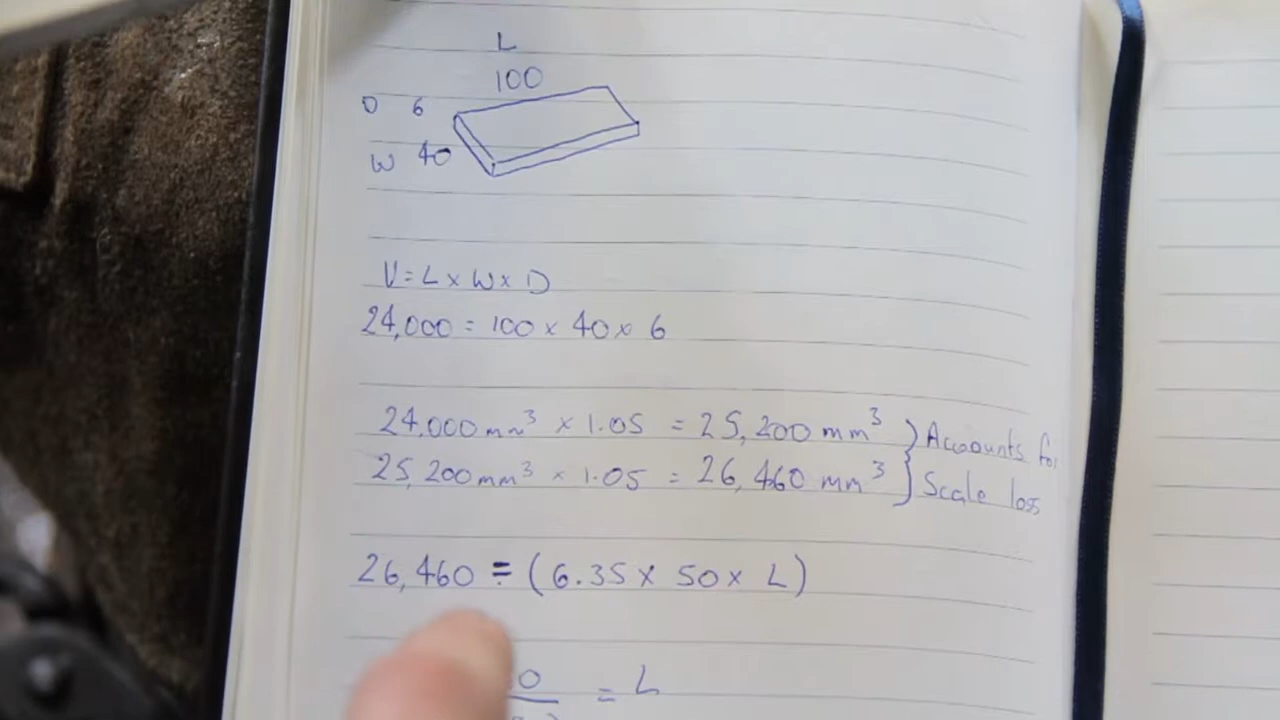 L
100
D 6
W 40
V = L x W x D
24,000 = 100 x 40 x 6
24,000 mm³ x 1.05 = 25,200 mm³ } Accounts for
25,200 mm³ x 1.05 = 26,460 mm³ } Scale loss
26,460 = (6.35 x 50 x L)
0 = L